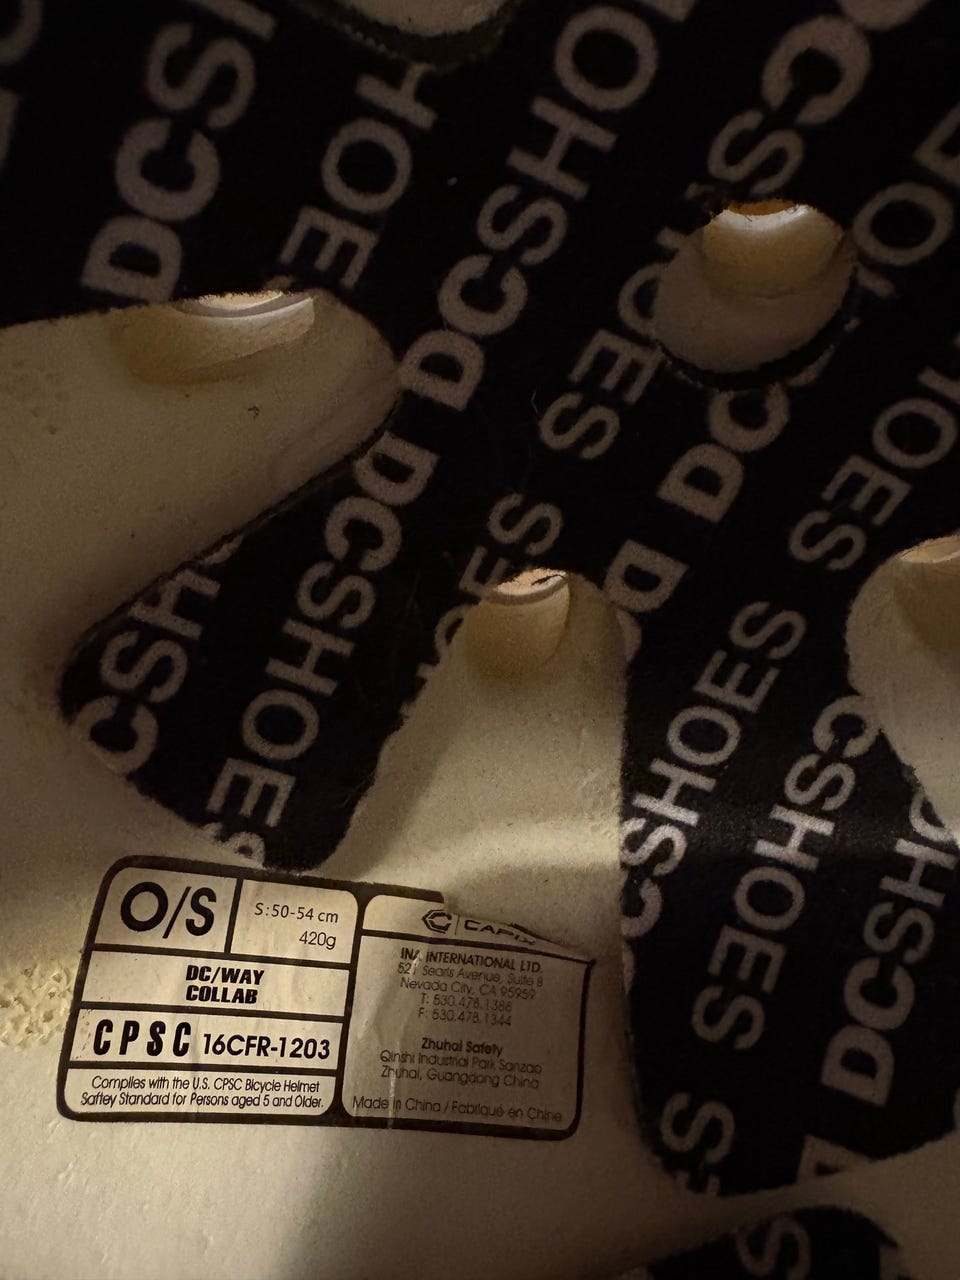 DCSHOES
DCSHOES
DCSHOES
DCSHOES
DCSHOES
DCSHOES
O/S
S:50-54 cm
420g
DC/WAY
COLLAB
CPSC 16CFR-1203
Complies with the U.S. CPSC Bicycle Helmet
Saftey Standard for Persons aged 5 and Older.
CAPIX
INTERNATIONAL LTD.
521 Searls Avenue, Suite 8
Nevada City, CA 95959
T: 530.478.1388
F: 530.478.1344
Zhuhai Safety
Qinshi Industrial Park Sanzao
Zhuhai, Guangdong China
Made in China / Fabriqué en Chine